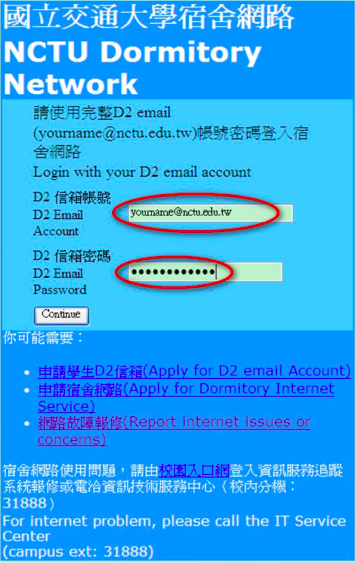 國立交通大學宿舍網路
NCTU Dormitory
Network
請使用完整D2 email
(yourname@nctu.edu.tw)帳號密碼登入宿
舍網路
Login with your D2 email account
D2 信箱帳號
D2 Email
Account
yourname@nctu.edu.tw
D2 信箱密碼
D2 Email
Password
●●●●●●●●●●●●
Continue
你可能需要：
• 申請學生D2信箱(Apply for D2 email Account)
• 申請宿舍網路(Apply for Dormitory Internet
Service)
• 網路故障報修(Report internet issues or
concerns)
宿舍網路使用問題，請由校園入口網登入資訊服務追蹤
系統報修或電洽資訊技術服務中心（校內分機：
31888）
For internet problem, please call the IT Service
Center
(campus ext: 31888)